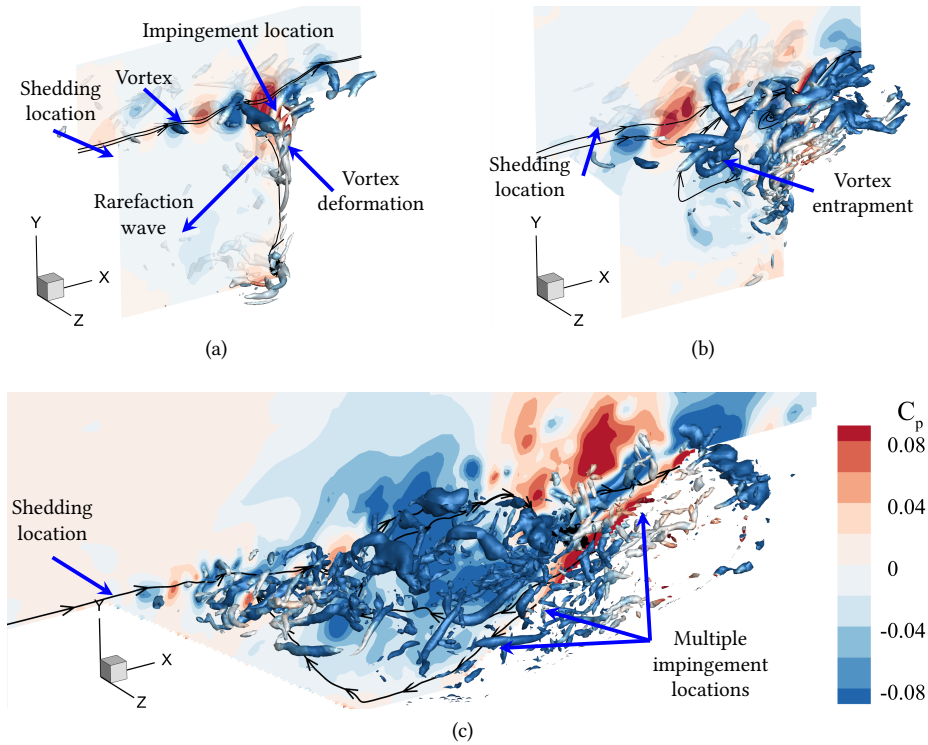 Impingement location
Shedding
location
Vortex
Rarefaction
wave
Vortex
deformation
Y
X
Z
(a)
Shedding
location
Vortex
entrapment
Y
X
Z
(b)
Shedding
location
Y
X
Z
Multiple
impingement
locations
(c)
Cp
0.08
0.04
0
-0.04
-0.08